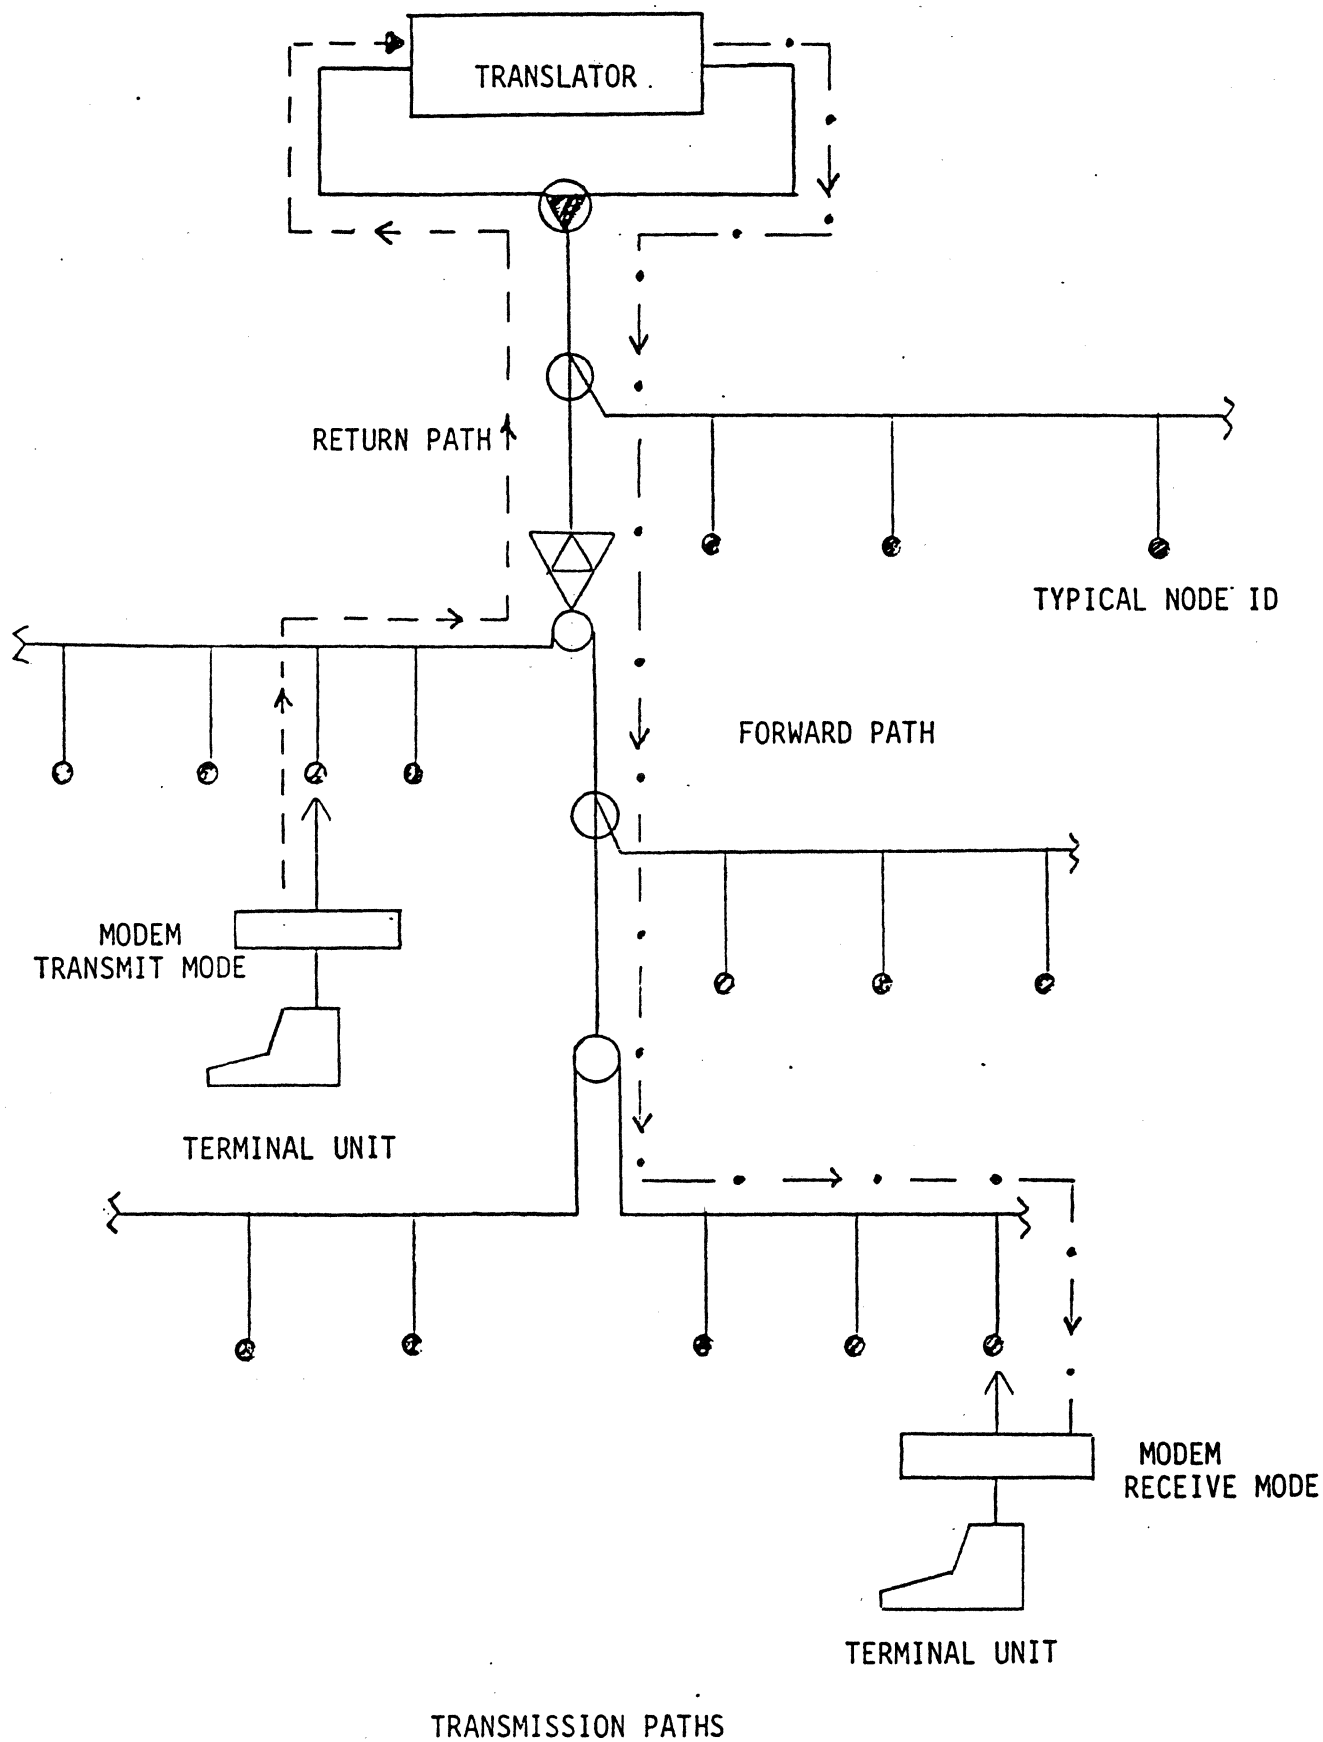 TRANSLATOR
RETURN PATH
TYPICAL NODE ID
FORWARD PATH
MODEM
TRANSMIT MODE
TERMINAL UNIT
MODEM
RECEIVE MODE
TERMINAL UNIT
TRANSMISSION PATHS